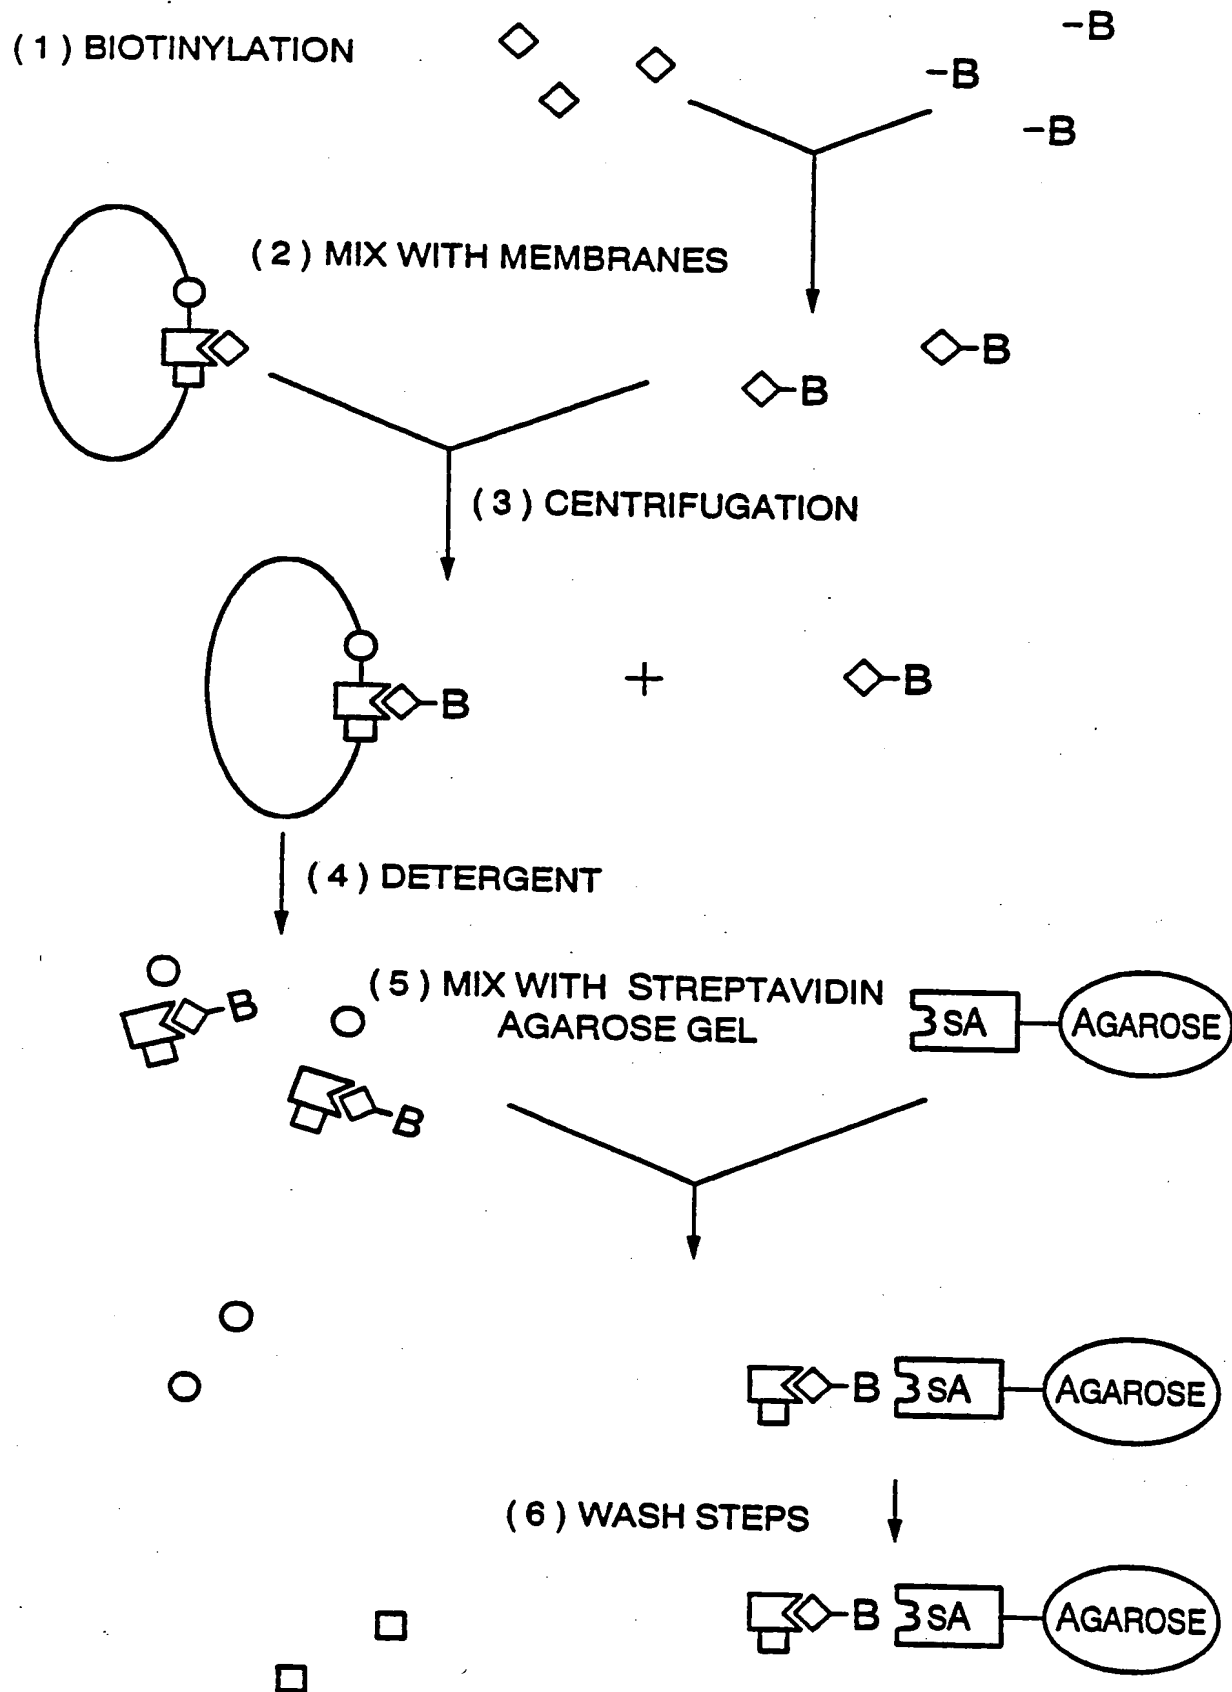 (1) BIOTINYLATION
-B
-B
-B
(2) MIX WITH MEMBRANES
-B
-B
(3) CENTRIFUGATION
-B
+
-B
(4) DETERGENT
B
B
(5) MIX WITH STREPTAVIDIN
AGAROSE GEL
SA
AGAROSE
-B
SA
AGAROSE
(6) WASH STEPS
-B
SA
AGAROSE